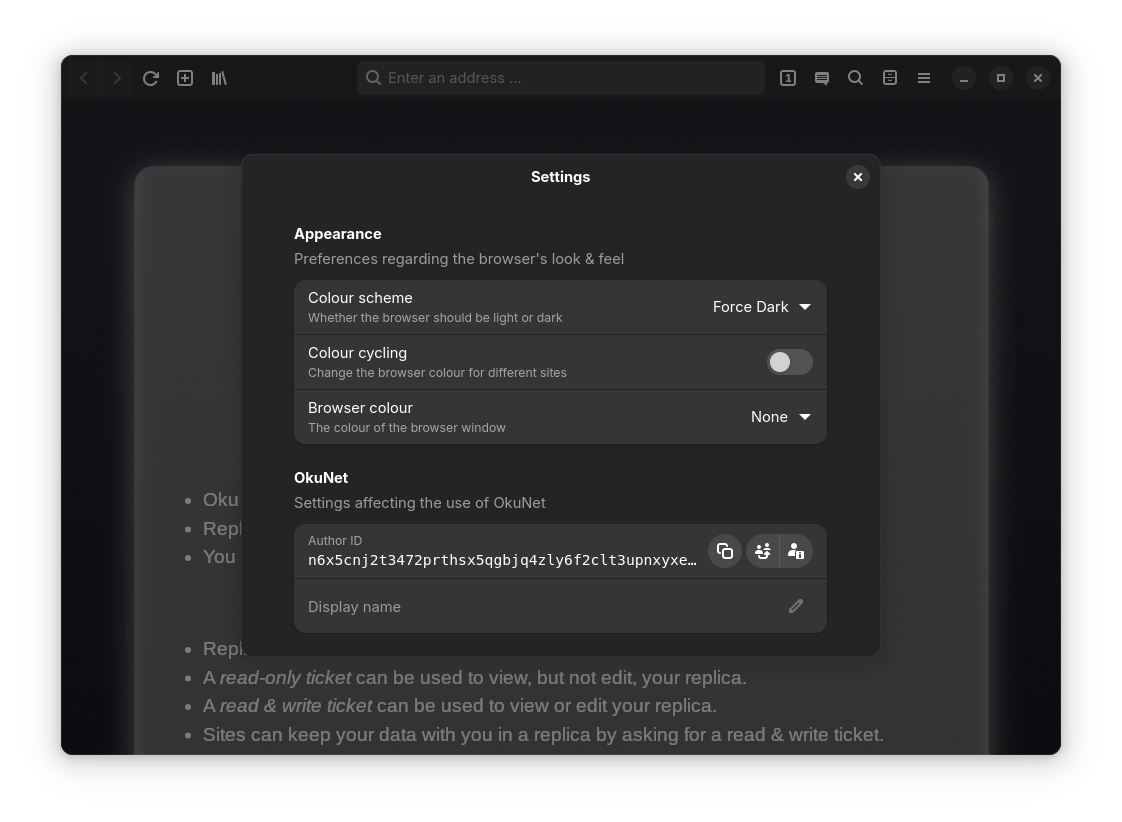 Enter an address ...
1
Settings
Appearance
Preferences regarding the browser's look & feel
Colour scheme
Force Dark
Whether the browser should be light or dark
Colour cycling
Change the browser colour for different sites
Browser colour
None
The colour of the browser window
OkuNet
Settings affecting the use of OkuNet
Author ID
n6x5cnj2t3472prthsx5qgbjq4zly6f2clt3upnxyxe…
Display name
• Oku
• Repl
• You
• Repl
• A read-only ticket can be used to view, but not edit, your replica.
• A read & write ticket can be used to view or edit your replica.
• Sites can keep your data with you in a replica by asking for a read & write ticket.